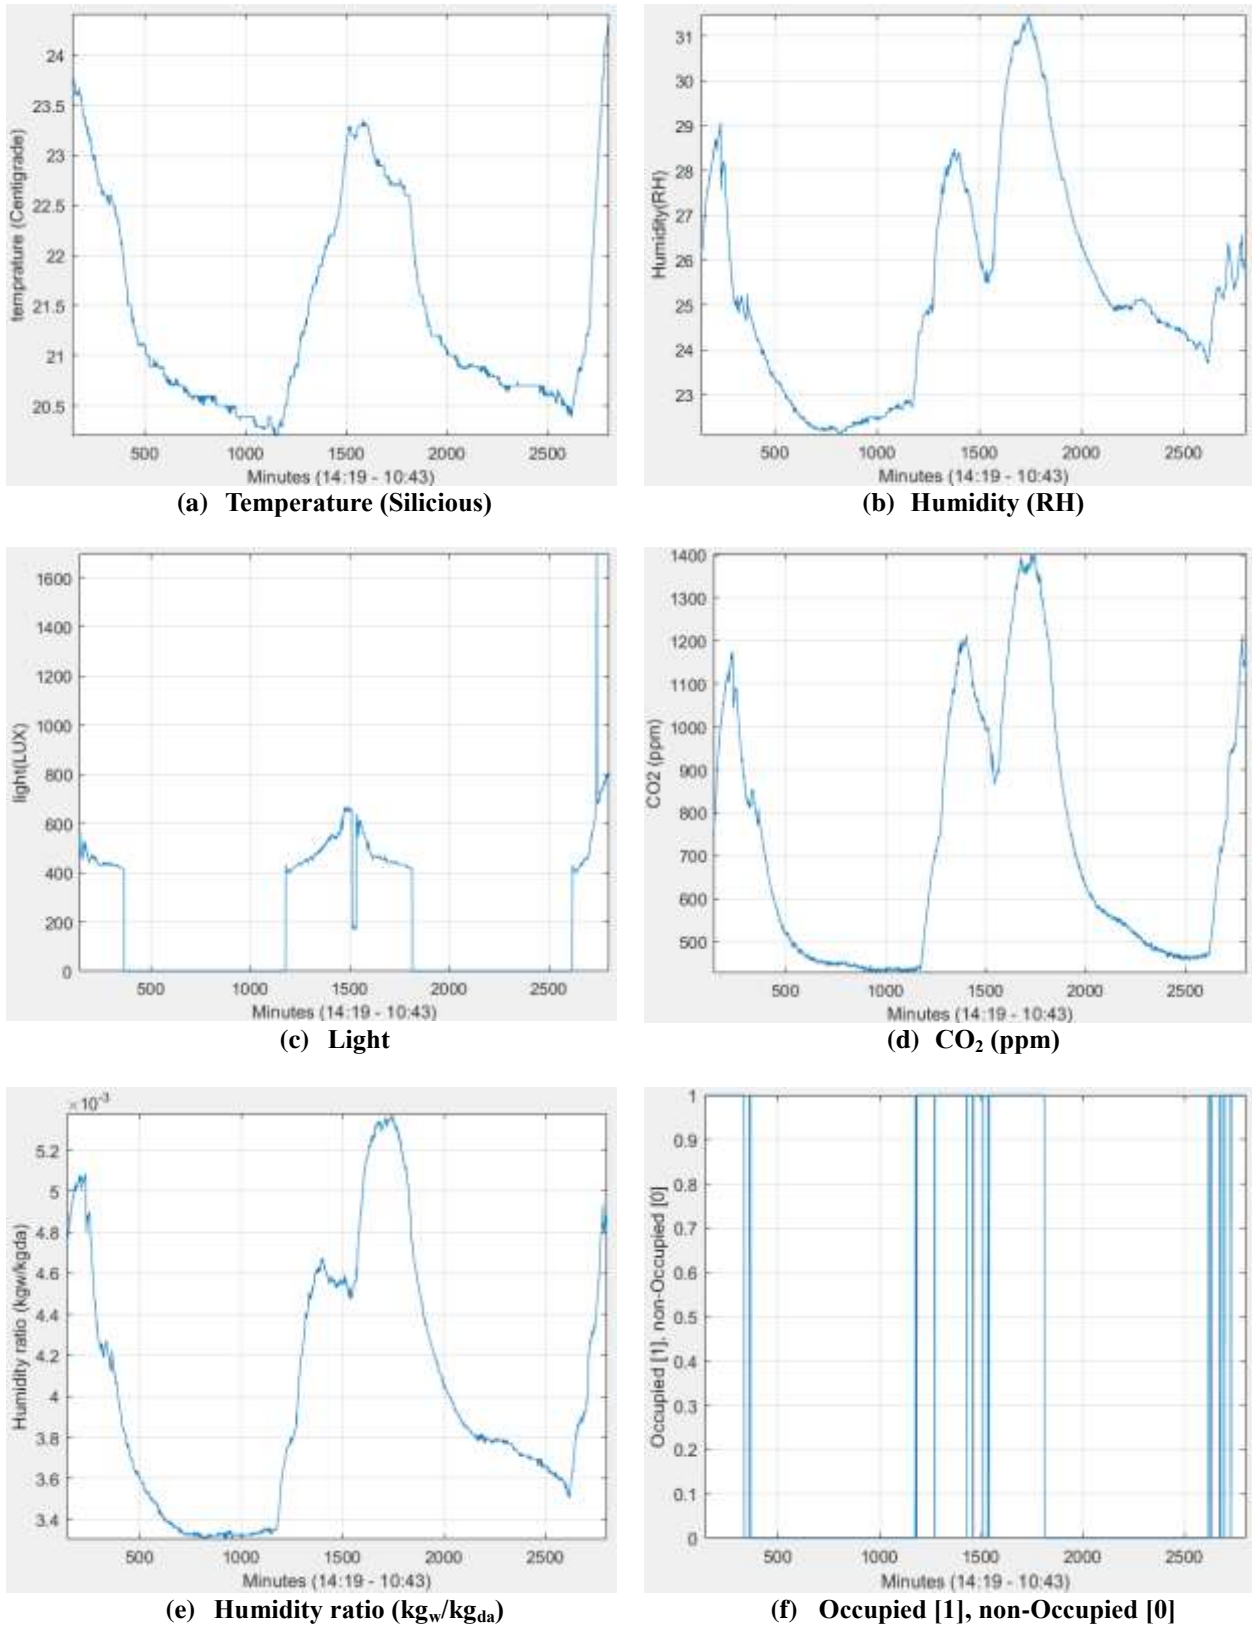 24
23.5
23
22.5
22
21.5
21
20.5
temprature (Centigrade)
500 1000 1500 2000 2500
Minutes (14:19 - 10:43)
(a) Temperature (Silicious)
31
30
29
28
27
26
25
24
23
Humidity(RH)
500 1000 1500 2000 2500
Minutes (14:19 - 10:43)
(b) Humidity (RH)
1600
1400
1200
1000
800
600
400
200
0
light(LUX)
500 1000 1500 2000 2500
Minutes (14:19 - 10:43)
(c) Light
1400
1300
1200
1100
1000
900
800
700
600
500
CO2 (ppm)
500 1000 1500 2000 2500
Minutes (14:19 - 10:43)
(d) CO₂ (ppm)
×10⁻³
5.2
5
4.8
4.6
4.4
4.2
4
3.8
3.6
3.4
Humidity ratio (kgw/kgda)
500 1000 1500 2000 2500
Minutes (14:19 - 10:43)
(e) Humidity ratio (kgw/kgda)
1
0.9
0.8
0.7
0.6
0.5
0.4
0.3
0.2
0.1
0
Occupied [1], non-Occupied [0]
500 1000 1500 2000 2500
Minutes (14:19 - 10:43)
(f) Occupied [1], non-Occupied [0]